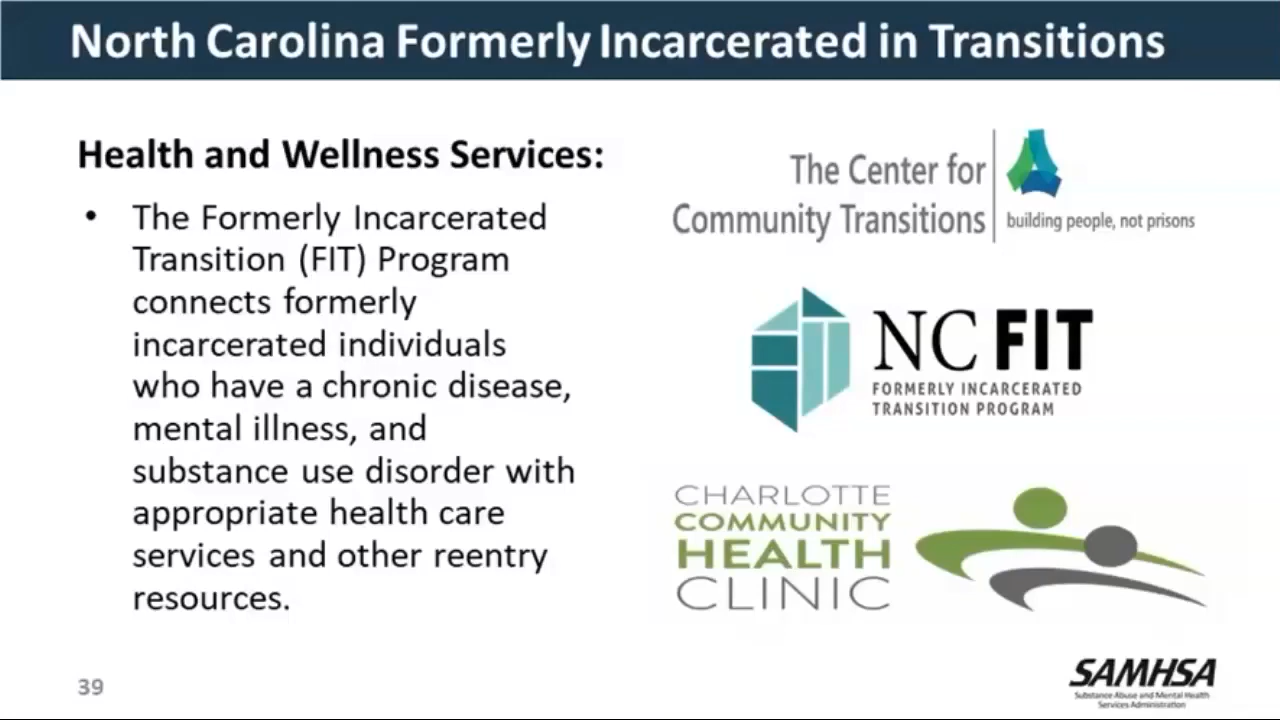 North Carolina Formerly Incarcerated in Transitions
Health and Wellness Services:
• The Formerly Incarcerated
Transition (FIT) Program
connects formerly
incarcerated individuals
who have a chronic disease,
mental illness, and
substance use disorder with
appropriate health care
services and other reentry
resources.
The Center for
Community Transitions
building people, not prisons
NC FIT
FORMERLY INCARCERATED
TRANSITION PROGRAM
CHARLOTTE
COMMUNITY
HEALTH
CLINIC
39
SAMHSA
Substance Abuse and Mental Health
Services Administration